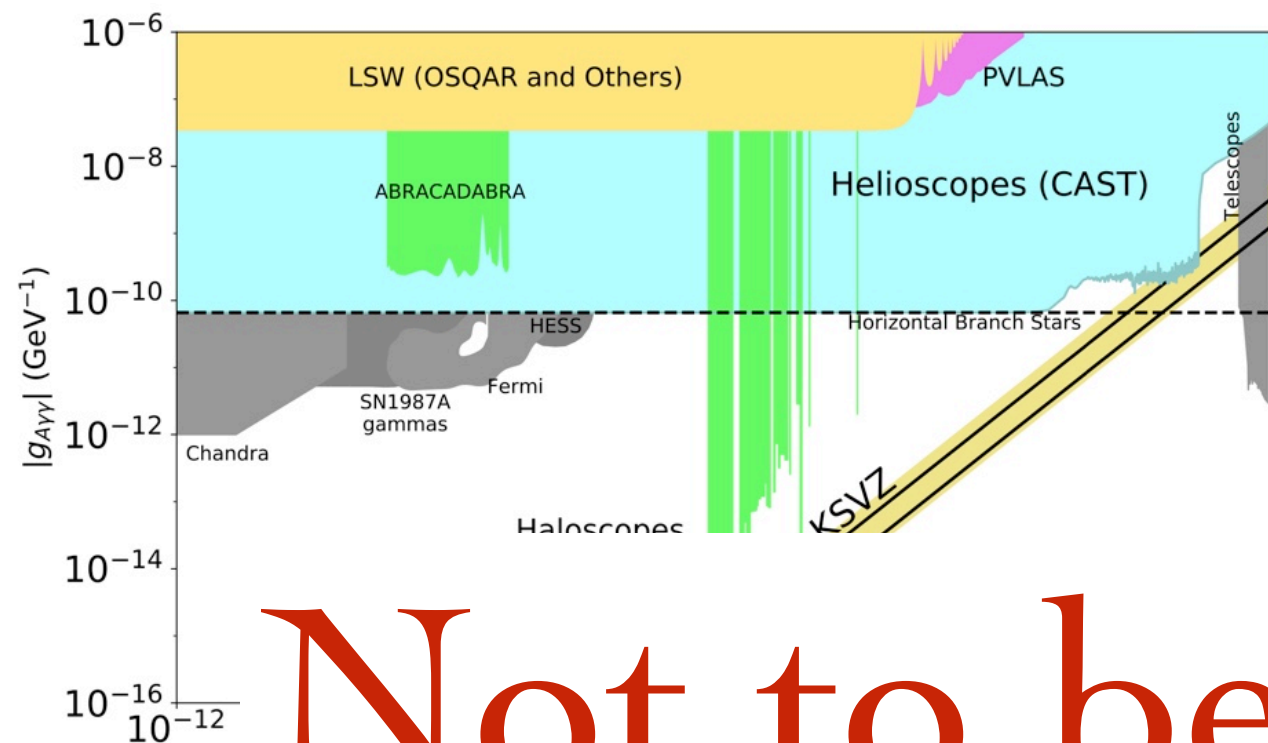 10−6
LSW (OSQAR and Others)
PVLAS
10−8
ABRACADABRA
Helioscopes (CAST)
Telescopes
|gAγγ| (GeV−1)
10−10
HESS
Horizontal Branch Stars
Fermi
SN1987A
gammas
10−12
Chandra
KSVZ
Haloscopes
10−14
10−16
10−12
Not to be